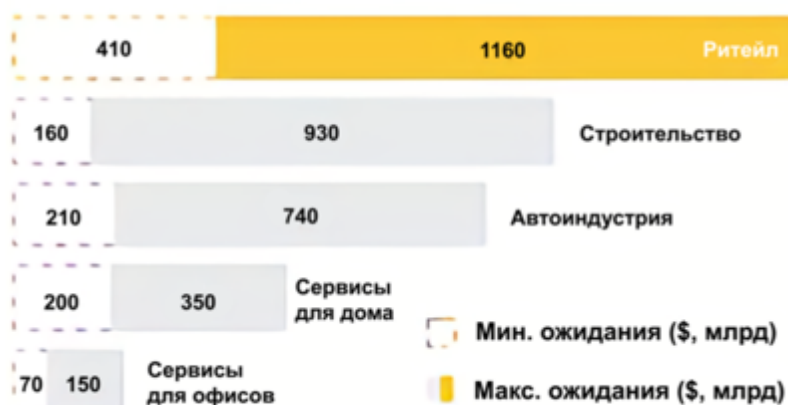 410 1160 Ритейл
160 930 Строительство
210 740 Автоиндустрия
200 350 Сервисы
для дома
70 150 Сервисы
для офисов
Мин. ожидания ($, млрд)
Макс. ожидания ($, млрд)